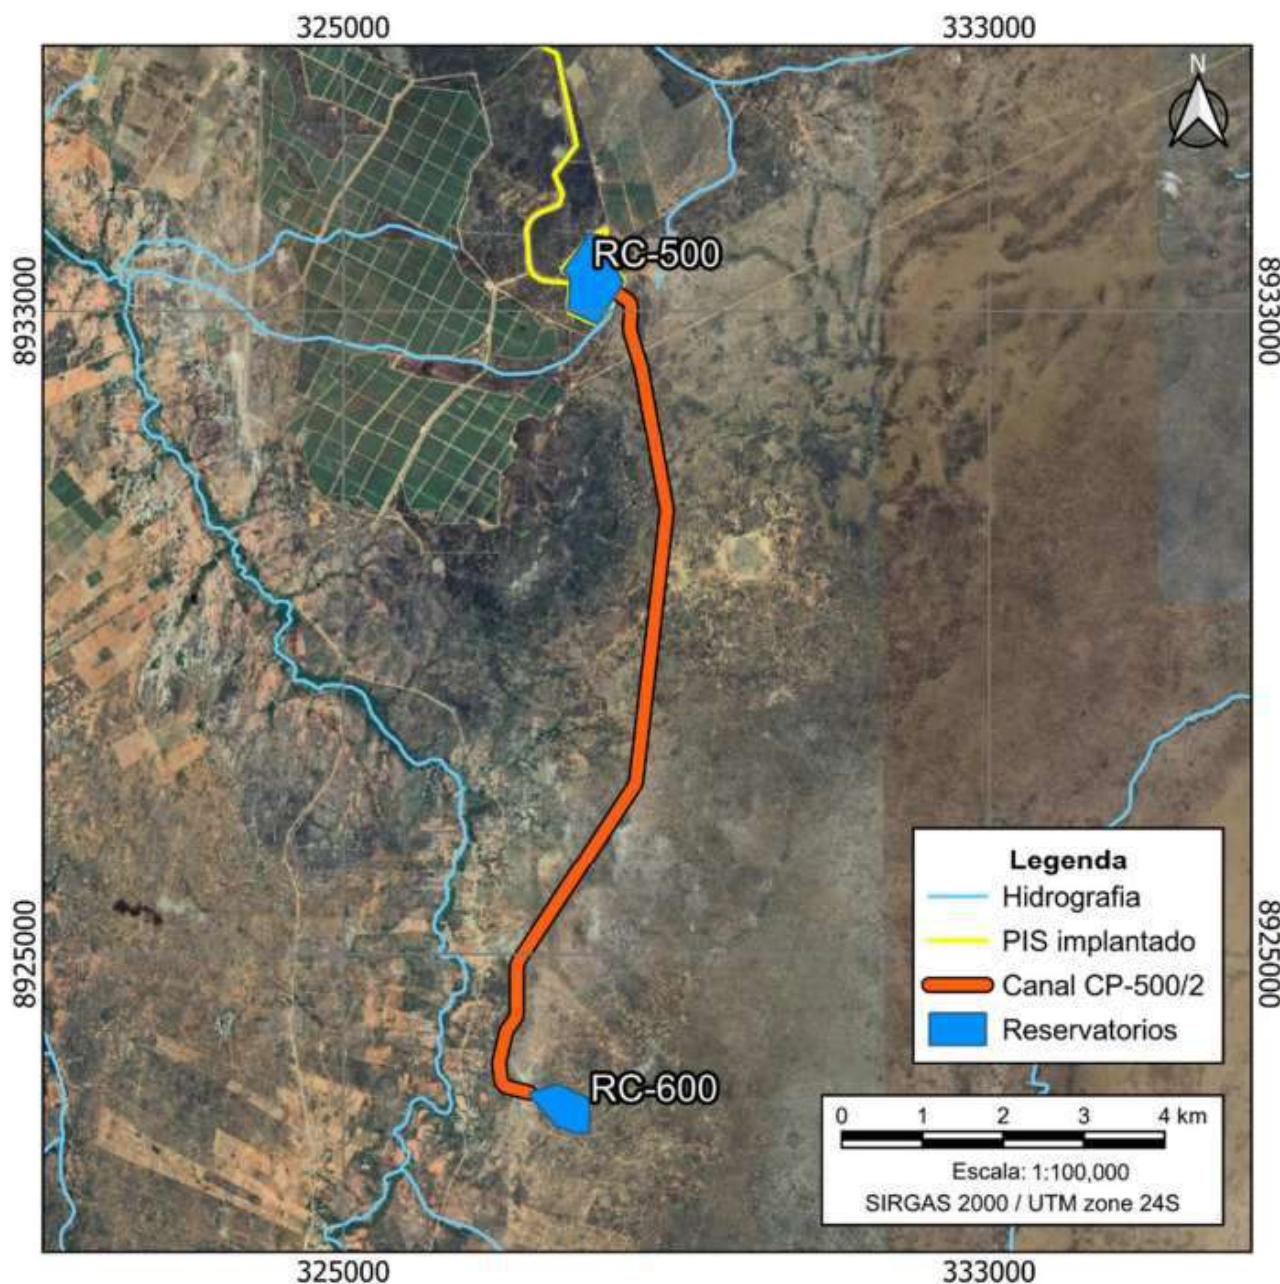 325000
333000
N
RC-500
8933000
8933000
Legenda
Hidrografia
PIS implantado
Canal CP-500/2
Reservatorios
8925000
8925000
RC-600
0 1 2 3 4 km
Escala: 1:100,000
SIRGAS 2000 / UTM zone 24S
325000
333000